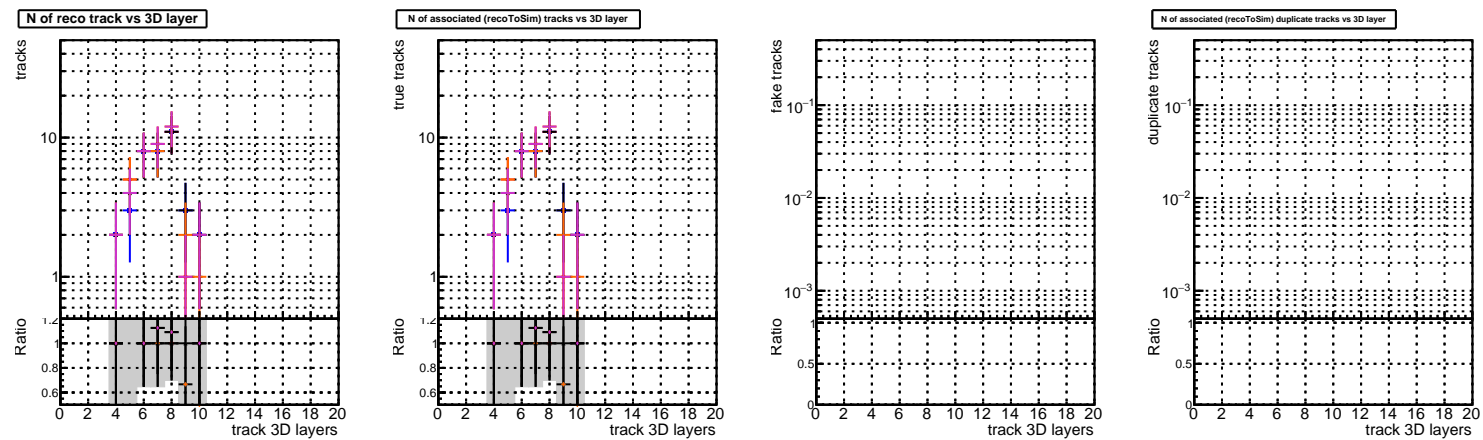 N of reco track vs 3D layer
tracks
10
1
Ratio
1.2
1
0.8
0.6
0 2 4 6 8 10 12 14 16 18 20
track 3D layers
N of associated (recoToSim) tracks vs 3D layer
true tracks
10
1
Ratio
1.2
1
0.8
0.6
0 2 4 6 8 10 12 14 16 18 20
track 3D layers
fake tracks
10−1
10−2
10−3
Ratio
1
0.5
0
0 2 4 6 8 10 12 14 16 18 20
track 3D layers
N of associated (recoToSim) duplicate tracks vs 3D layer
duplicate tracks
10−1
10−2
10−3
Ratio
1
0.5
0
0 2 4 6 8 10 12 14 16 18 20
track 3D layers